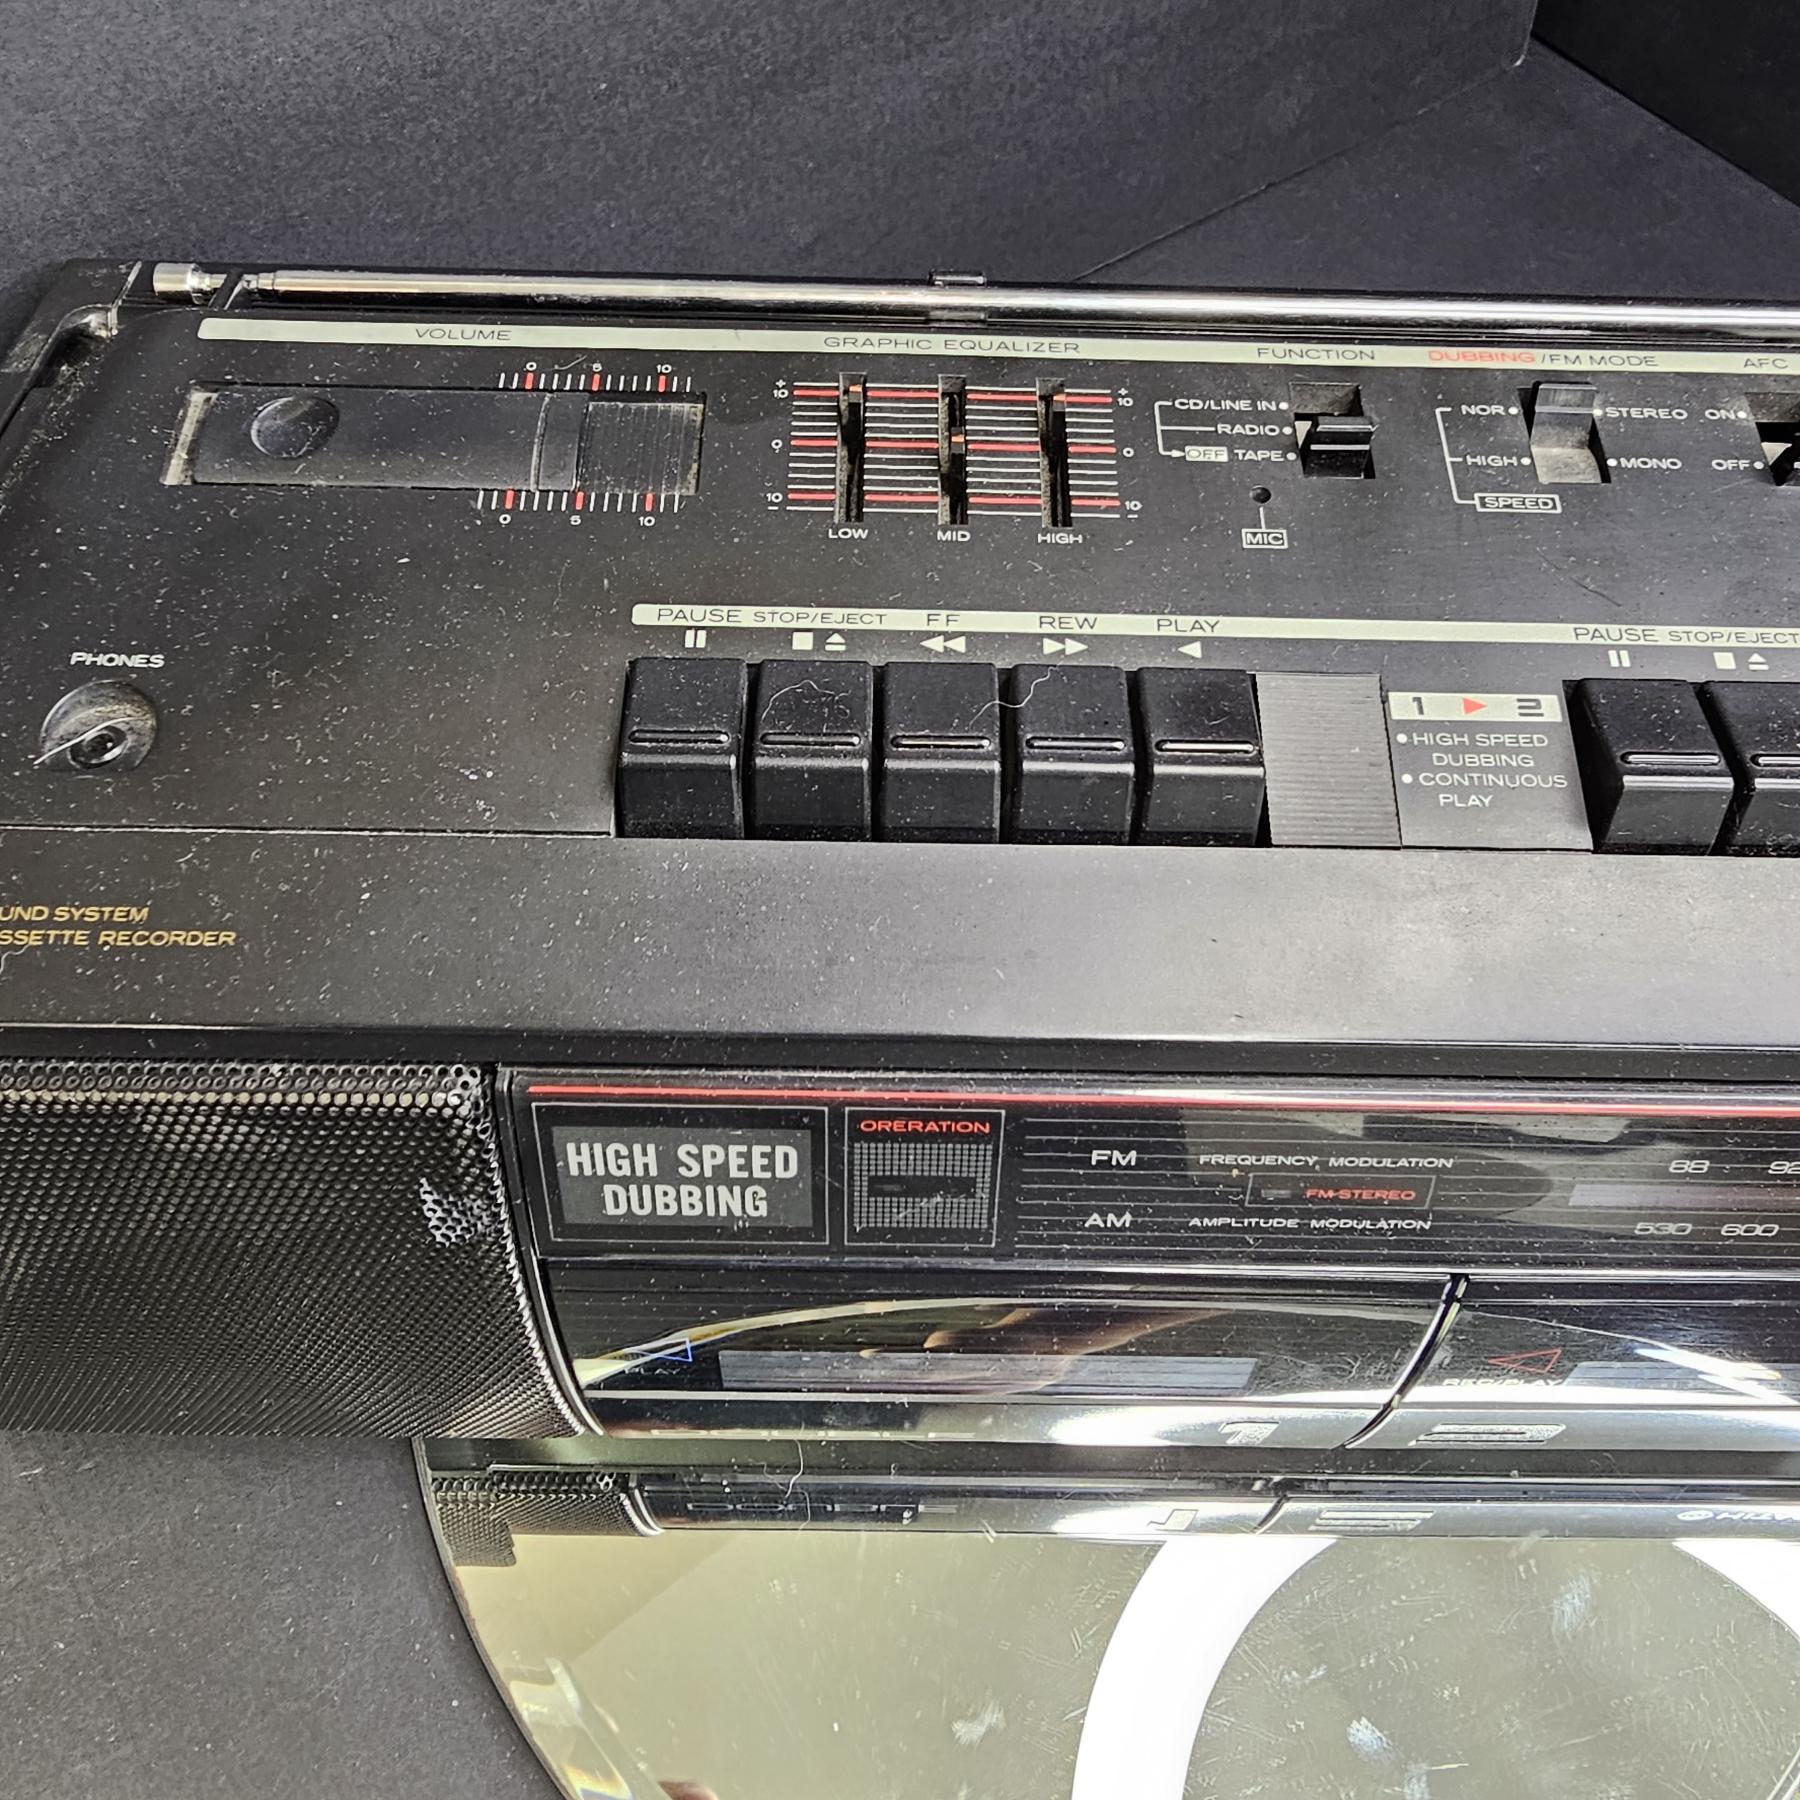 VOLUME
GRAPHIC EQUALIZER
FUNCTION
DUBBING /FM MODE
AFC
0 5 10
+ +
10 10
0 0
10 10
- -
LOW MID HIGH
0 5 10
CD/LINE IN
RADIO
OFF TAPE
MIC
NOR STEREO
HIGH MONO
SPEED
ON
OFF
PHONES
PAUSE STOP/EJECT FF REW PLAY
PAUSE STOP/EJECT
1 2
HIGH SPEED
DUBBING
CONTINUOUS
PLAY
UND SYSTEM
SSETTE RECORDER
HIGH SPEED
DUBBING
OPERATION
FM FREQUENCY MODULATION 88 92
FM STEREO
AM AMPLITUDE MODULATION 530 600
PLAY
REC/PLAY
1
2